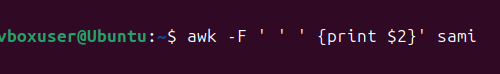 vboxuser@Ubuntu:~$ awk -F ' ' ' {print $2}' sami